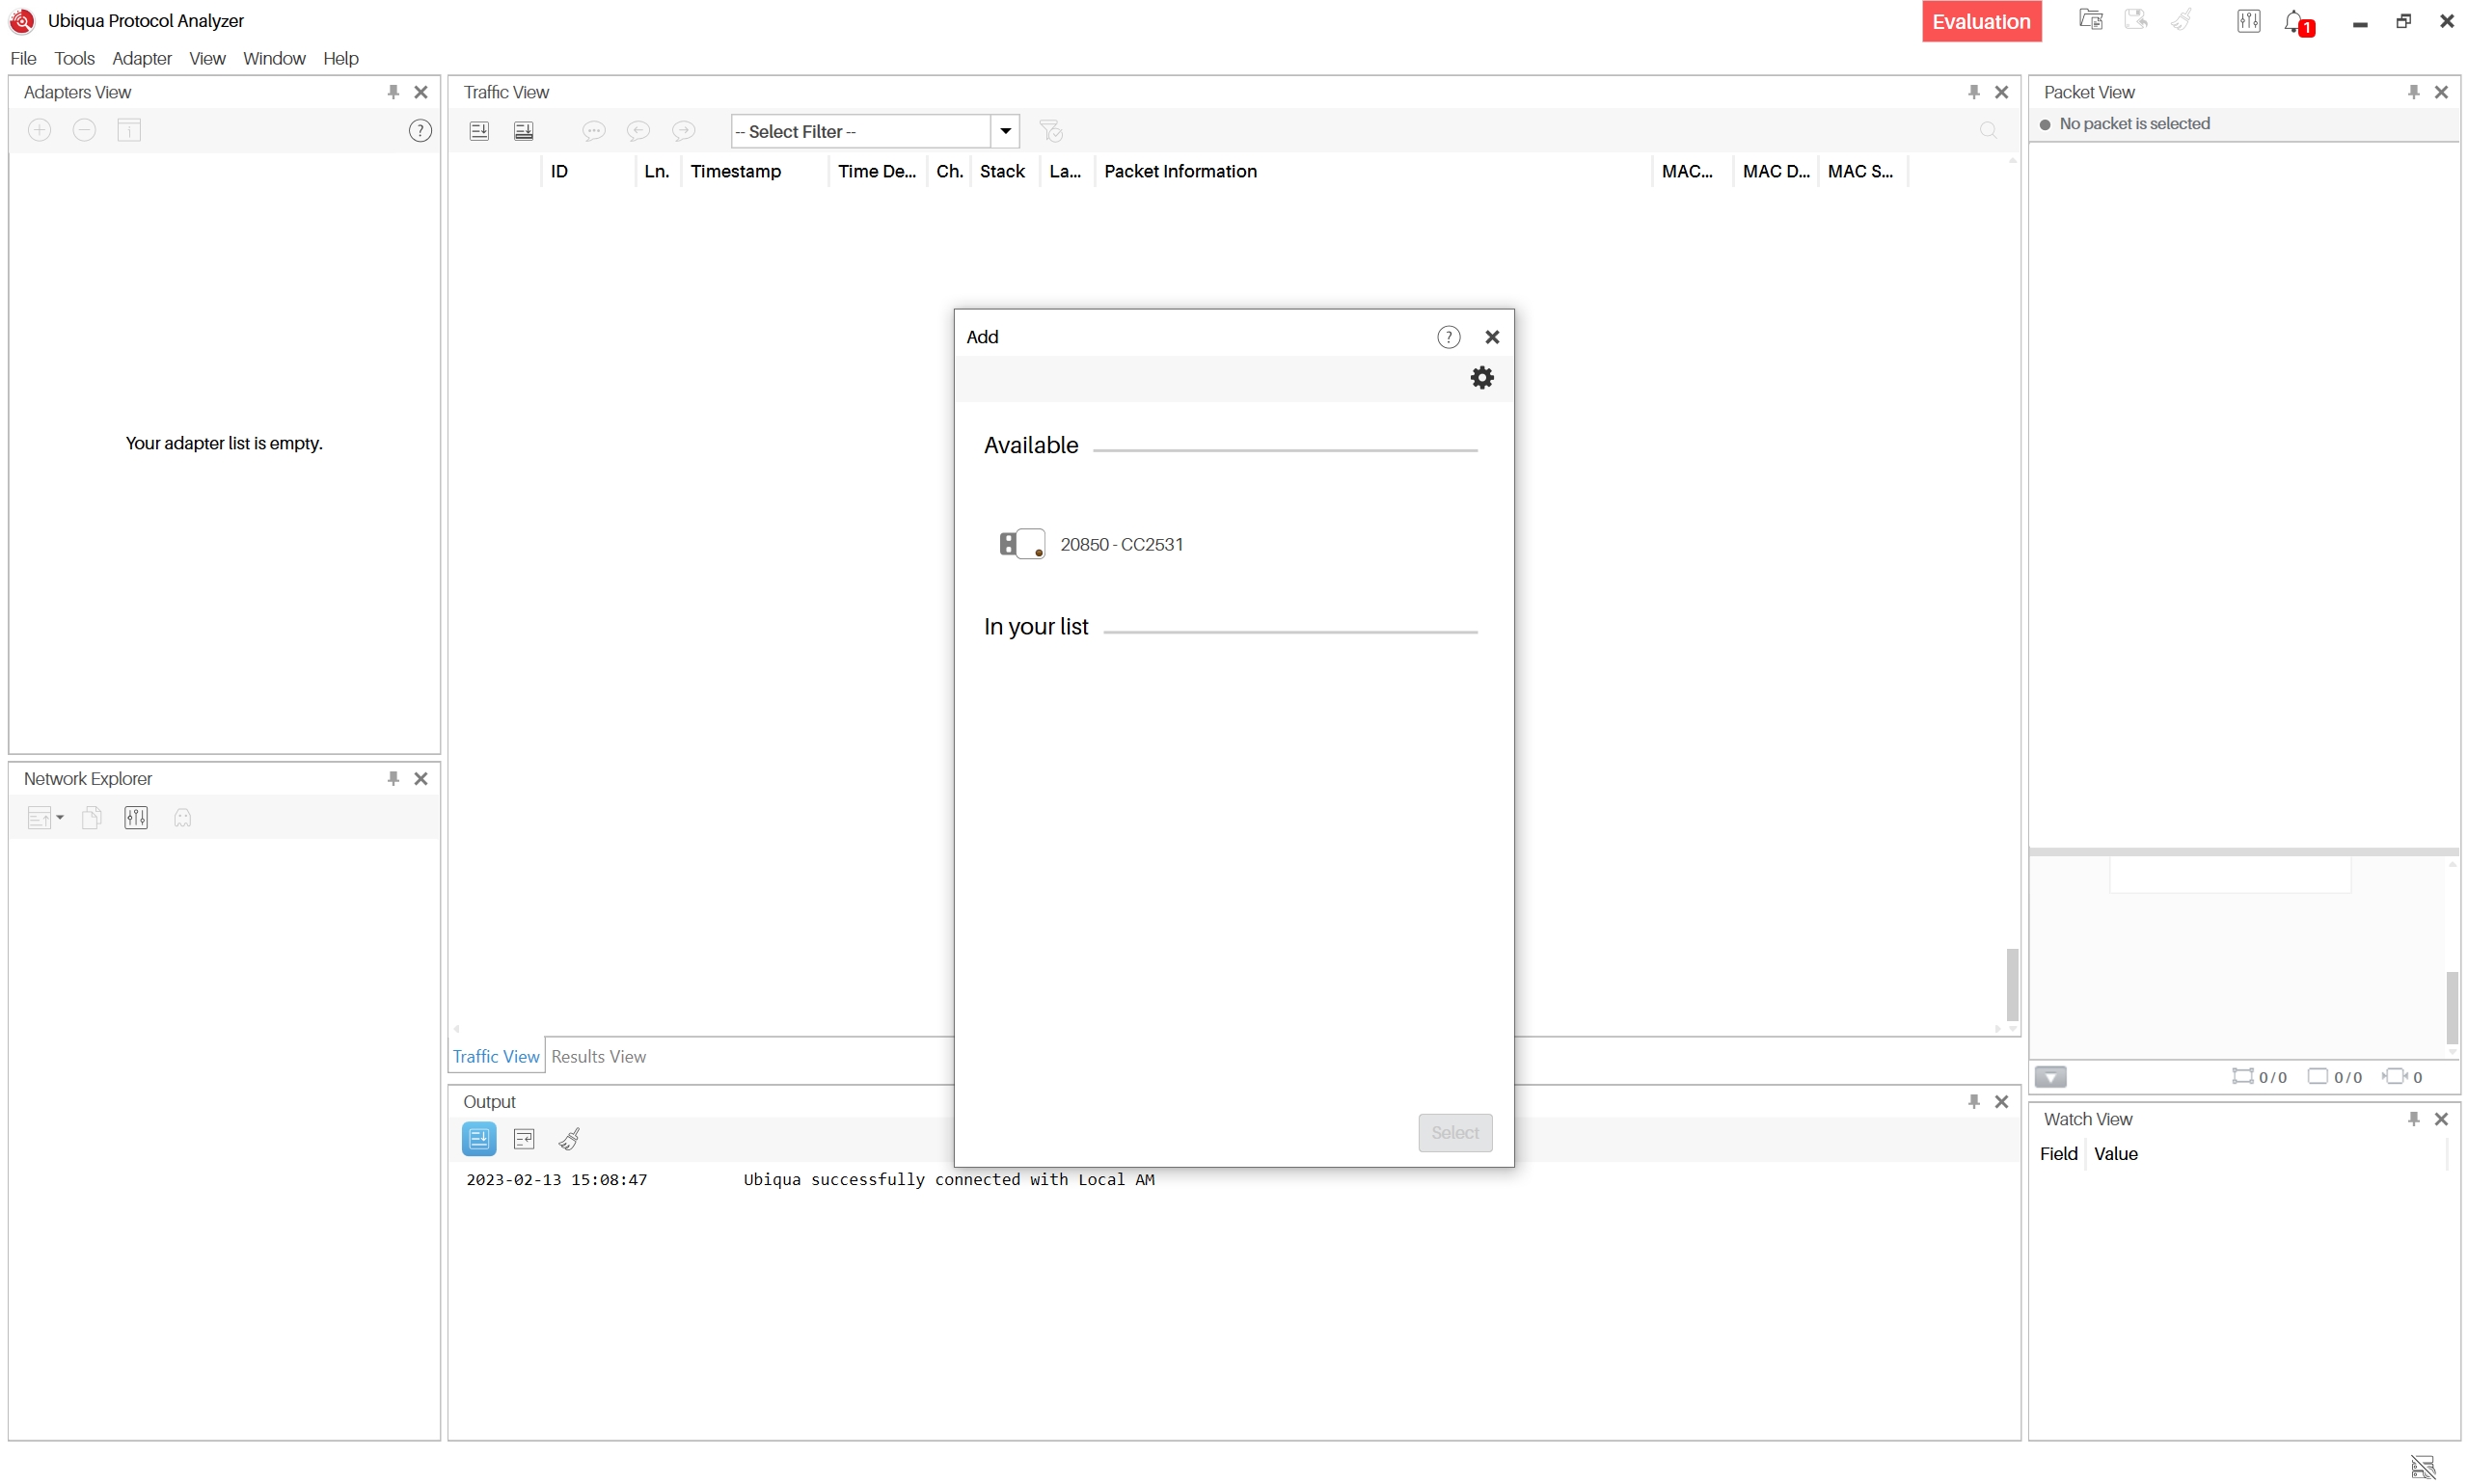 Ubiqua Protocol Analyzer
Evaluation
1
File Tools Adapter View Window Help
Adapters View
Your adapter list is empty.
Network Explorer
Traffic View
-- Select Filter --
ID Ln. Timestamp Time De... Ch. Stack La... Packet Information MAC... MAC D... MAC S...
Add
?
Available
20850 - CC2531
In your list
Select
Traffic View Results View
Output
2023-02-13 15:08:47 Ubiqua successfully connected with Local AM
Packet View
No packet is selected
0/0 0/0 0
Watch View
Field Value